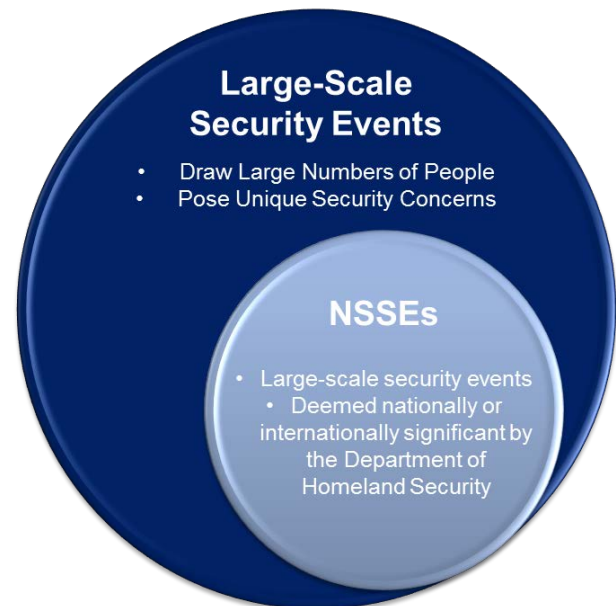 Large-Scale
Security Events
• Draw Large Numbers of People
• Pose Unique Security Concerns
NSSEs
• Large-scale security events
• Deemed nationally or
internationally significant by
the Department of
Homeland Security